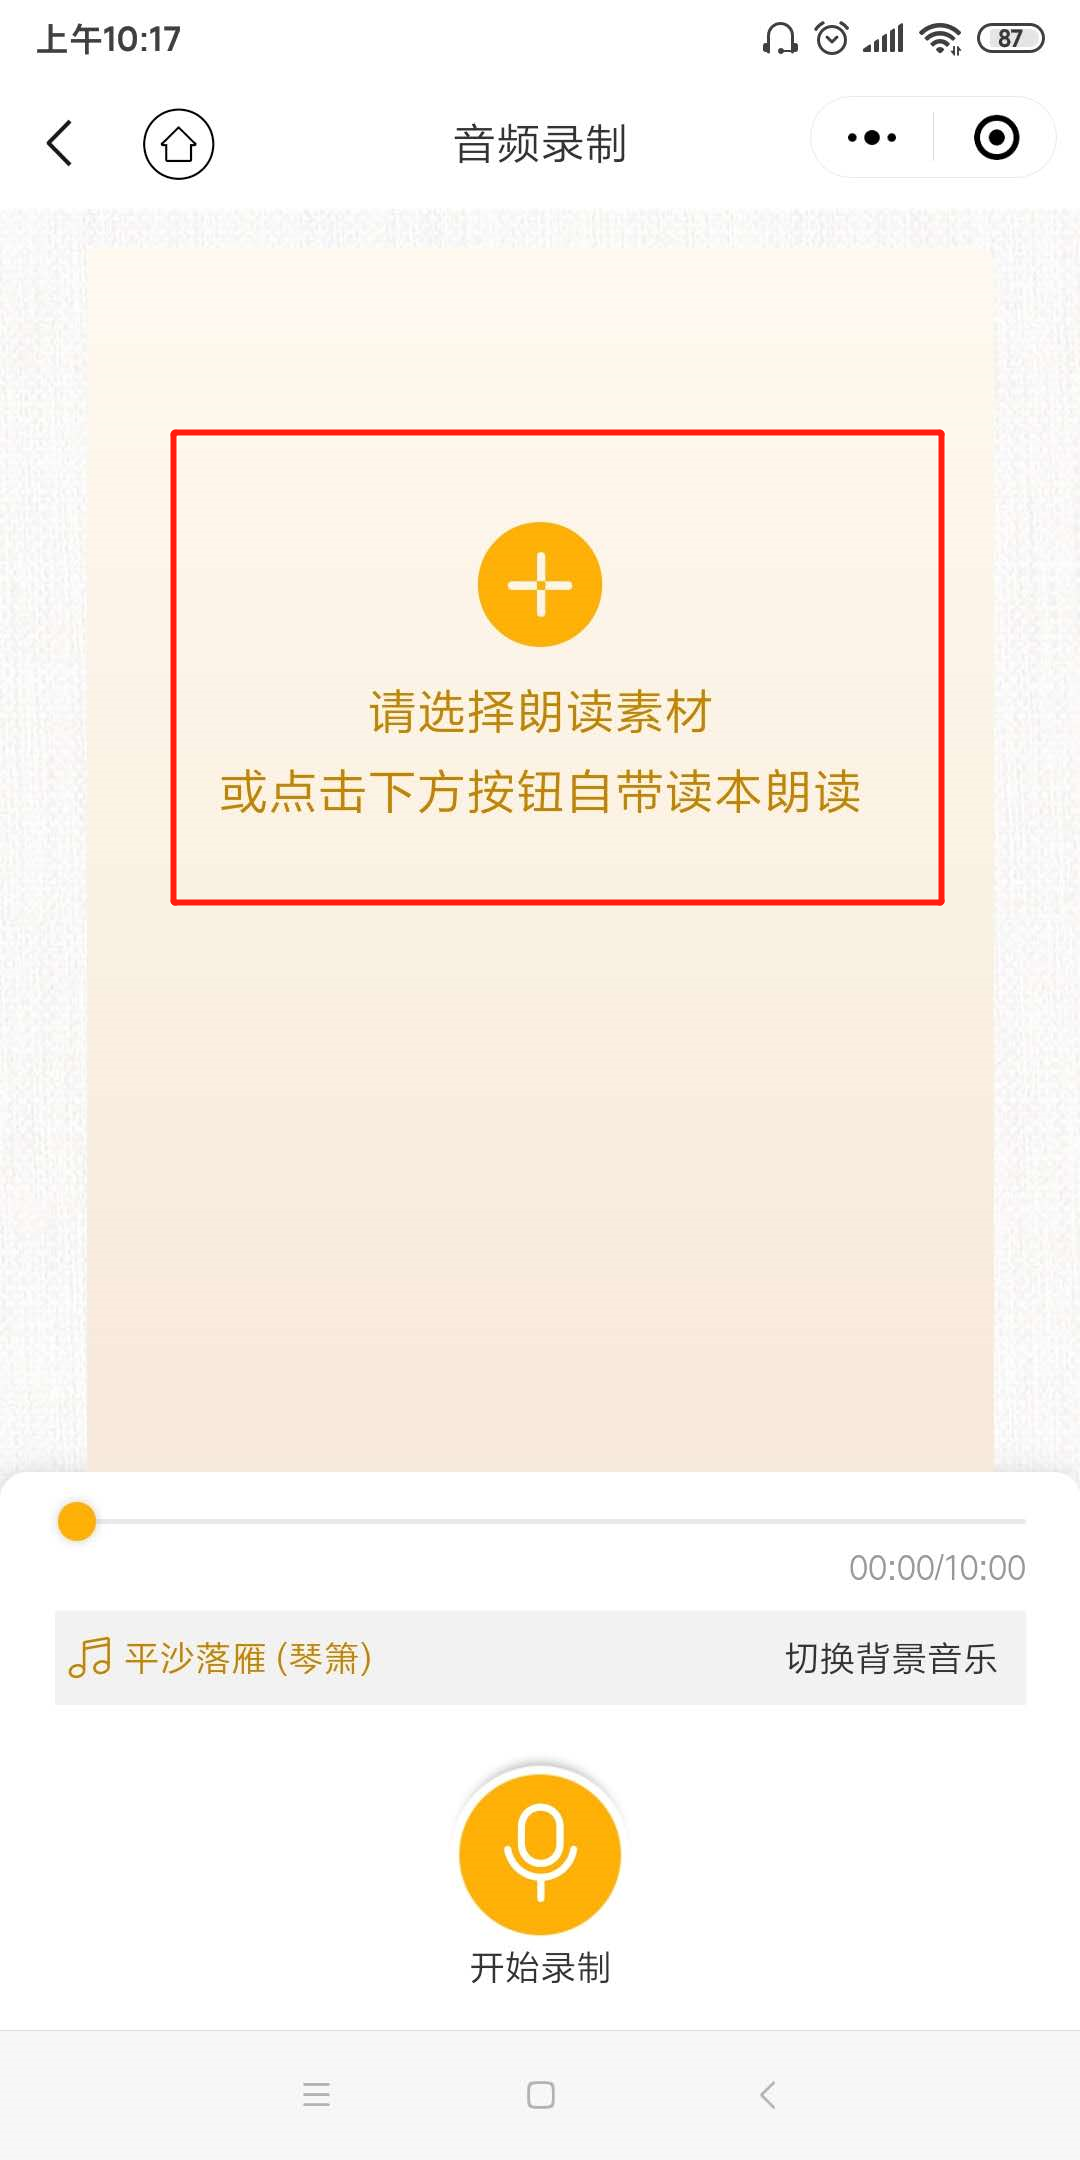 上午10:17
87
音频录制
请选择朗读素材
或点击下方按钮自带读本朗读
00:00/10:00
平沙落雁 (琴箫)
切换背景音乐
开始录制